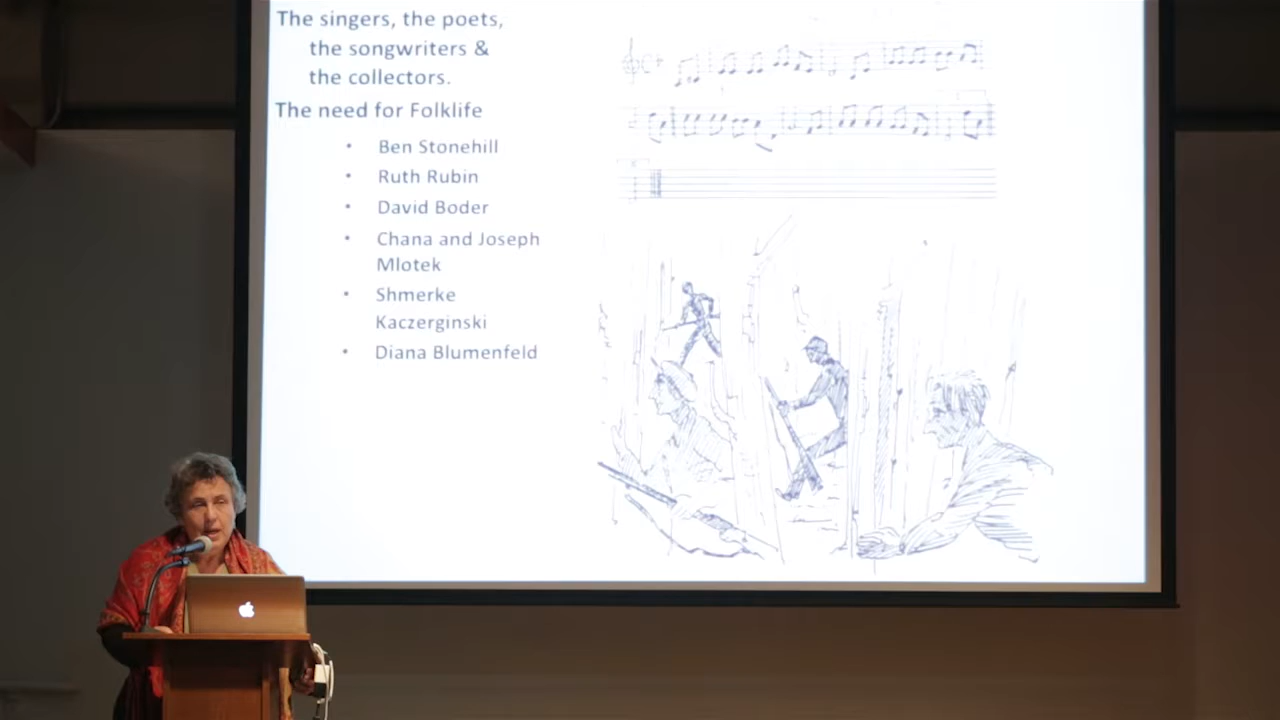 The singers, the poets,
the songwriters &
the collectors.
The need for Folklife
• Ben Stonehill
• Ruth Rubin
• David Boder
• Chana and Joseph
Mlotek
• Shmerke
Kaczerginski
• Diana Blumenfeld